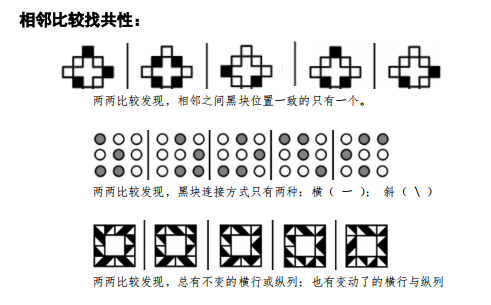 相邻比较找共性：
两两比较发现，相邻之间黑块位置一致的只有一个。
两两比较发现，黑块连接方式只有两种：横（ 一 ）； 斜（ \ ）
两两比较发现，总有不变的横行或纵列；也有变动了的横行与纵列